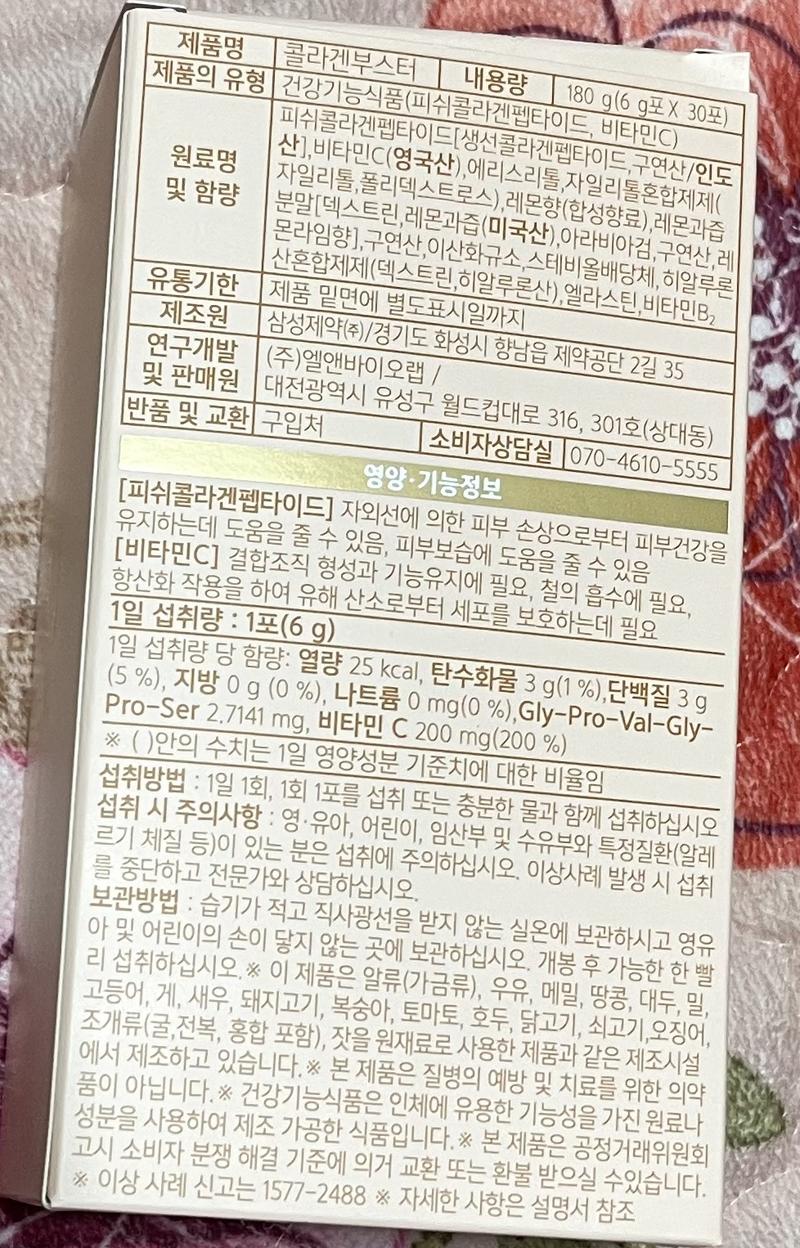 제품명 콜라겐부스터 내용량 180 g(6 g포 X 30포)
제품의 유형 건강기능식품(피쉬콜라겐펩타이드, 비타민C)
원료명 및 함량
피쉬콜라겐펩타이드[생선콜라겐펩타이드,구연산/인도
산],비타민C(영국산),에리스리톨,자일리톨혼합제제(
자일리톨,폴리덱스트로스),레몬향(합성향료),레몬과즙
분말[덱스트린,레몬과즙(미국산),아라비아검,구연산,레
몬라임향],구연산,이산화규소,스테비올배당체,히알루론
산혼합제제(덱스트린,히알루론산),엘라스틴,비타민B₂
유통기한 제품 밑면에 별도표시일까지
제조원 삼성제약㈜/경기도 화성시 향남읍 제약공단 2길 35
연구개발 및 판매원
(주)엘앤바이오랩 /
대전광역시 유성구 월드컵대로 316, 301호(상대동)
반품 및 교환 구입처 소비자상담실 070-4610-5555
영양·기능정보
[피쉬콜라겐펩타이드] 자외선에 의한 피부 손상으로부터 피부건강을
유지하는데 도움을 줄 수 있음, 피부보습에 도움을 줄 수 있음
[비타민C] 결합조직 형성과 기능유지에 필요, 철의 흡수에 필요,
항산화 작용을 하여 유해 산소로부터 세포를 보호하는데 필요
1일 섭취량 : 1포(6 g)
1일 섭취량 당 함량: 열량 25 kcal, 탄수화물 3 g(1 %),단백질 3 g
(5 %), 지방 0 g (0 %), 나트륨 0 mg(0 %),Gly-Pro-Val-Gly-
Pro-Ser 2.7141 mg, 비타민 C 200 mg(200 %)
※ ( )안의 수치는 1일 영양성분 기준치에 대한 비율임
섭취방법 : 1일 1회, 1회 1포를 섭취 또는 충분한 물과 함께 섭취하십시오
섭취 시 주의사항 : 영·유아, 어린이, 임산부 및 수유부와 특정질환(알레
르기 체질 등)이 있는 분은 섭취에 주의하십시오. 이상사례 발생 시 섭취
를 중단하고 전문가와 상담하십시오.
보관방법 : 습기가 적고 직사광선을 받지 않는 실온에 보관하시고 영유
아 및 어린이의 손이 닿지 않는 곳에 보관하십시오. 개봉 후 가능한 한 빨
리 섭취하십시오.※ 이 제품은 알류(가금류), 우유, 메밀, 땅콩, 대두, 밀,
고등어, 게, 새우, 돼지고기, 복숭아, 토마토, 호두, 닭고기, 쇠고기,오징어,
조개류(굴,전복, 홍합 포함), 잣을 원재료로 사용한 제품과 같은 제조시설
에서 제조하고 있습니다.※ 본 제품은 질병의 예방 및 치료를 위한 의약
품이 아닙니다.※ 건강기능식품은 인체에 유용한 기능성을 가진 원료나
성분을 사용하여 제조 가공한 식품입니다.※ 본 제품은 공정거래위원회
고시 소비자 분쟁 해결 기준에 의거 교환 또는 환불 받으실 수있습니다.
※ 이상 사례 신고는 1577-2488 ※ 자세한 사항은 설명서 참조